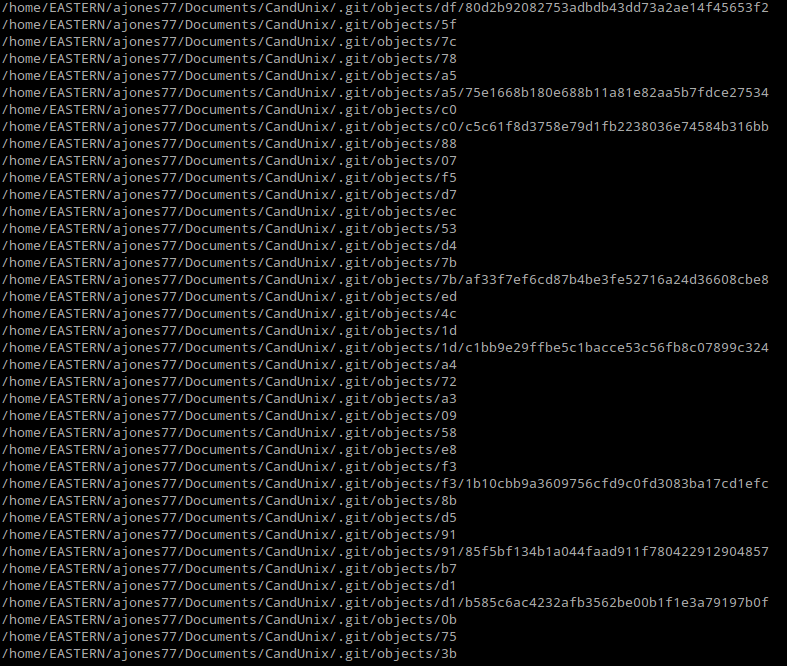 /home/EASTERN/ajones77/Documents/CandUnix/.git/objects/df/80d2b92082753adbdb43dd73a2ae14f45653f2
/home/EASTERN/ajones77/Documents/CandUnix/.git/objects/5f
/home/EASTERN/ajones77/Documents/CandUnix/.git/objects/7c
/home/EASTERN/ajones77/Documents/CandUnix/.git/objects/78
/home/EASTERN/ajones77/Documents/CandUnix/.git/objects/a5
/home/EASTERN/ajones77/Documents/CandUnix/.git/objects/a5/75e1668b180e688b11a81e82aa5b7fdce27534
/home/EASTERN/ajones77/Documents/CandUnix/.git/objects/c0
/home/EASTERN/ajones77/Documents/CandUnix/.git/objects/c0/c5c61f8d3758e79d1fb2238036e74584b316bb
/home/EASTERN/ajones77/Documents/CandUnix/.git/objects/88
/home/EASTERN/ajones77/Documents/CandUnix/.git/objects/07
/home/EASTERN/ajones77/Documents/CandUnix/.git/objects/f5
/home/EASTERN/ajones77/Documents/CandUnix/.git/objects/d7
/home/EASTERN/ajones77/Documents/CandUnix/.git/objects/ec
/home/EASTERN/ajones77/Documents/CandUnix/.git/objects/53
/home/EASTERN/ajones77/Documents/CandUnix/.git/objects/d4
/home/EASTERN/ajones77/Documents/CandUnix/.git/objects/7b
/home/EASTERN/ajones77/Documents/CandUnix/.git/objects/7b/af33f7ef6cd87b4be3fe52716a24d36608cbe8
/home/EASTERN/ajones77/Documents/CandUnix/.git/objects/ed
/home/EASTERN/ajones77/Documents/CandUnix/.git/objects/4c
/home/EASTERN/ajones77/Documents/CandUnix/.git/objects/1d
/home/EASTERN/ajones77/Documents/CandUnix/.git/objects/1d/c1bb9e29ffbe5c1bacce53c56fb8c07899c324
/home/EASTERN/ajones77/Documents/CandUnix/.git/objects/a4
/home/EASTERN/ajones77/Documents/CandUnix/.git/objects/72
/home/EASTERN/ajones77/Documents/CandUnix/.git/objects/a3
/home/EASTERN/ajones77/Documents/CandUnix/.git/objects/09
/home/EASTERN/ajones77/Documents/CandUnix/.git/objects/58
/home/EASTERN/ajones77/Documents/CandUnix/.git/objects/e8
/home/EASTERN/ajones77/Documents/CandUnix/.git/objects/f3
/home/EASTERN/ajones77/Documents/CandUnix/.git/objects/f3/1b10cbb9a3609756cfd9c0fd3083ba17cd1efc
/home/EASTERN/ajones77/Documents/CandUnix/.git/objects/8b
/home/EASTERN/ajones77/Documents/CandUnix/.git/objects/d5
/home/EASTERN/ajones77/Documents/CandUnix/.git/objects/91
/home/EASTERN/ajones77/Documents/CandUnix/.git/objects/91/85f5bf134b1a044faad911f780422912904857
/home/EASTERN/ajones77/Documents/CandUnix/.git/objects/b7
/home/EASTERN/ajones77/Documents/CandUnix/.git/objects/d1
/home/EASTERN/ajones77/Documents/CandUnix/.git/objects/d1/b585c6ac4232afb3562be00b1f1e3a79197b0f
/home/EASTERN/ajones77/Documents/CandUnix/.git/objects/0b
/home/EASTERN/ajones77/Documents/CandUnix/.git/objects/75
/home/EASTERN/ajones77/Documents/CandUnix/.git/objects/3b